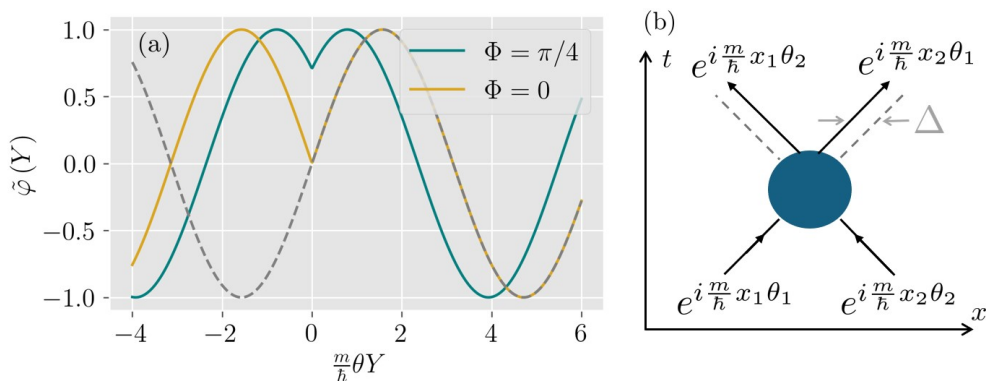 (a)
Φ = π/4
Φ = 0
1.0
0.5
0.0
−0.5
−1.0
φ̃(Y)
−4 −2 0 2 4 6
m/ħ θY
(b)
t
e^{i m/ħ x₁θ₂} e^{i m/ħ x₂θ₁}
Δ
e^{i m/ħ x₁θ₁} e^{i m/ħ x₂θ₂}
x